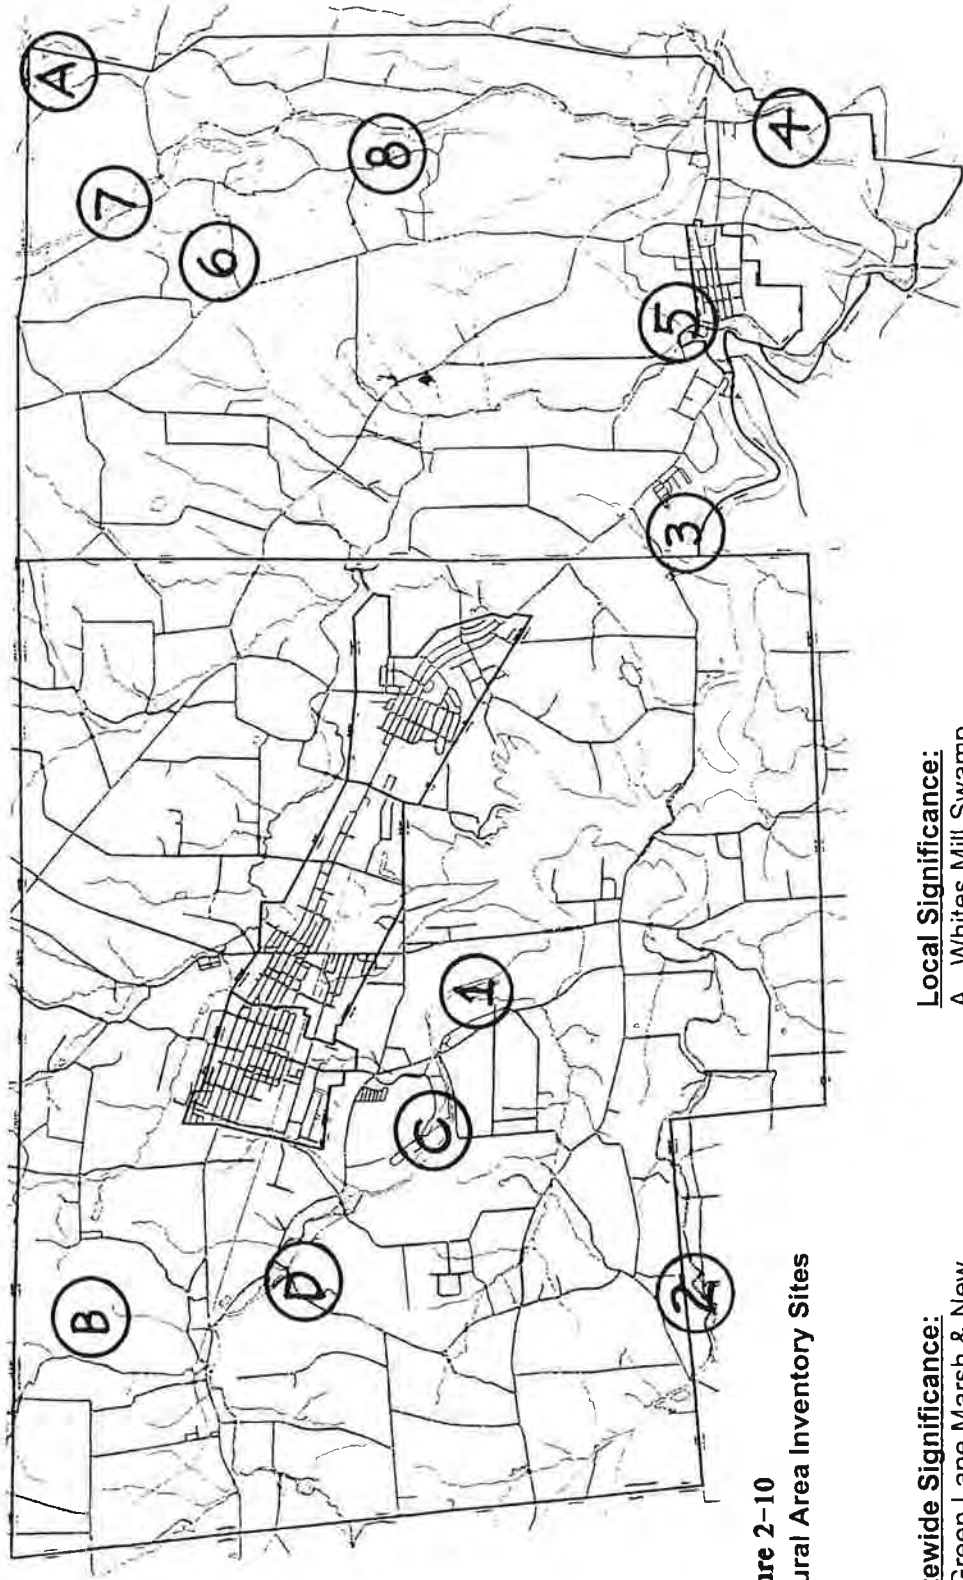 A
7
6
8
4
5
3
1
C
B
D
2
ure 2-10
ural Area Inventory Sites
ewide Significance:
Green Lane Marsh & New
Local Significance:
A Whites Mill Swamp